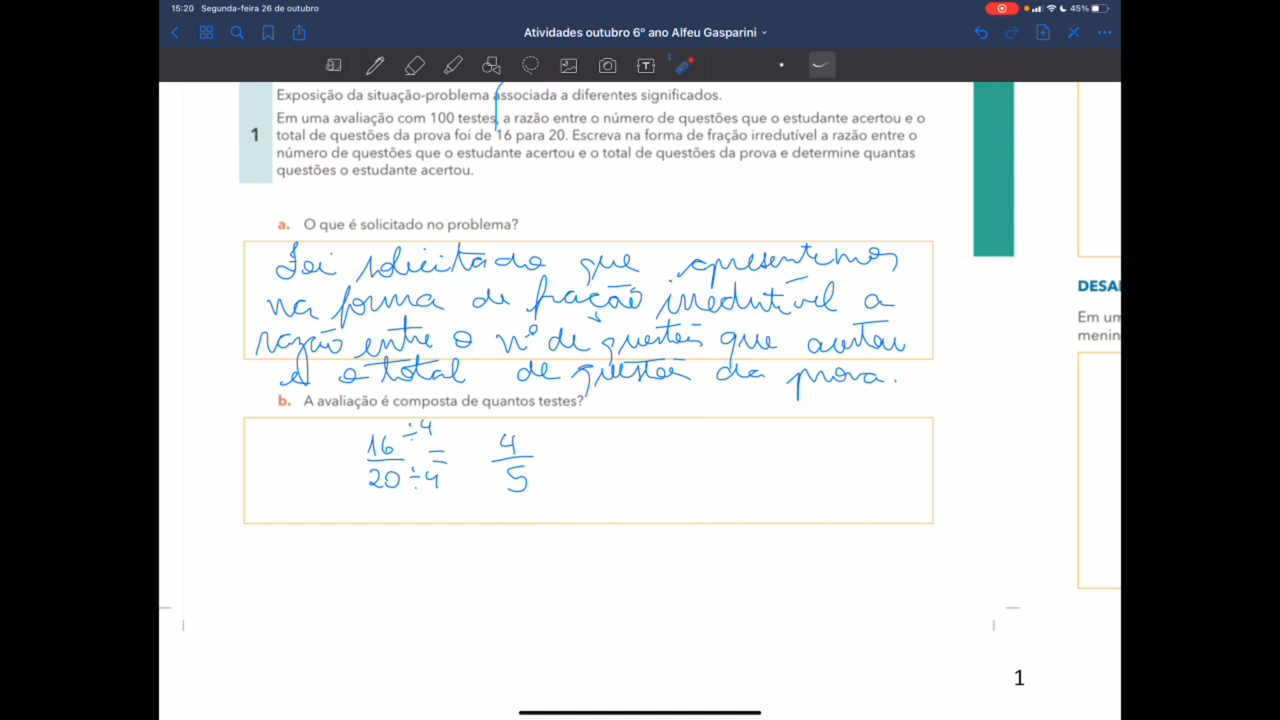 15:20 Segunda-feira 26 de outubro
45%
Atividades outubro 6º ano Alfeu Gasparini
Exposição da situação-problema associada a diferentes significados.
1
Em uma avaliação com 100 testes, a razão entre o número de questões que o estudante acertou e o
total de questões da prova foi de 16 para 20. Escreva na forma de fração irredutível a razão entre o
número de questões que o estudante acertou e o total de questões da prova e determine quantas
questões o estudante acertou.
a. O que é solicitado no problema?
Foi solicitado que apresentemos
na forma de fração irredutível a
razão entre o nº de questões que acertou
e o total de questões da prova.
b. A avaliação é composta de quantos testes?
16 ÷4 = 4
20 ÷4 5
DESA
Em um
menin
1